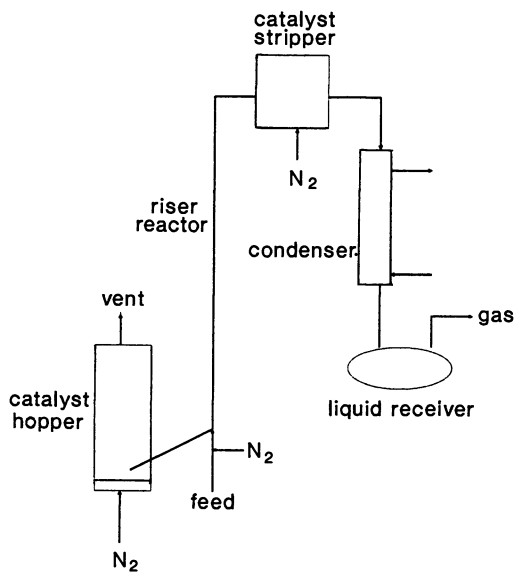 catalyst
stripper
N2
riser
reactor
condenser
vent
gas
catalyst
hopper
liquid receiver
N2
feed
N2